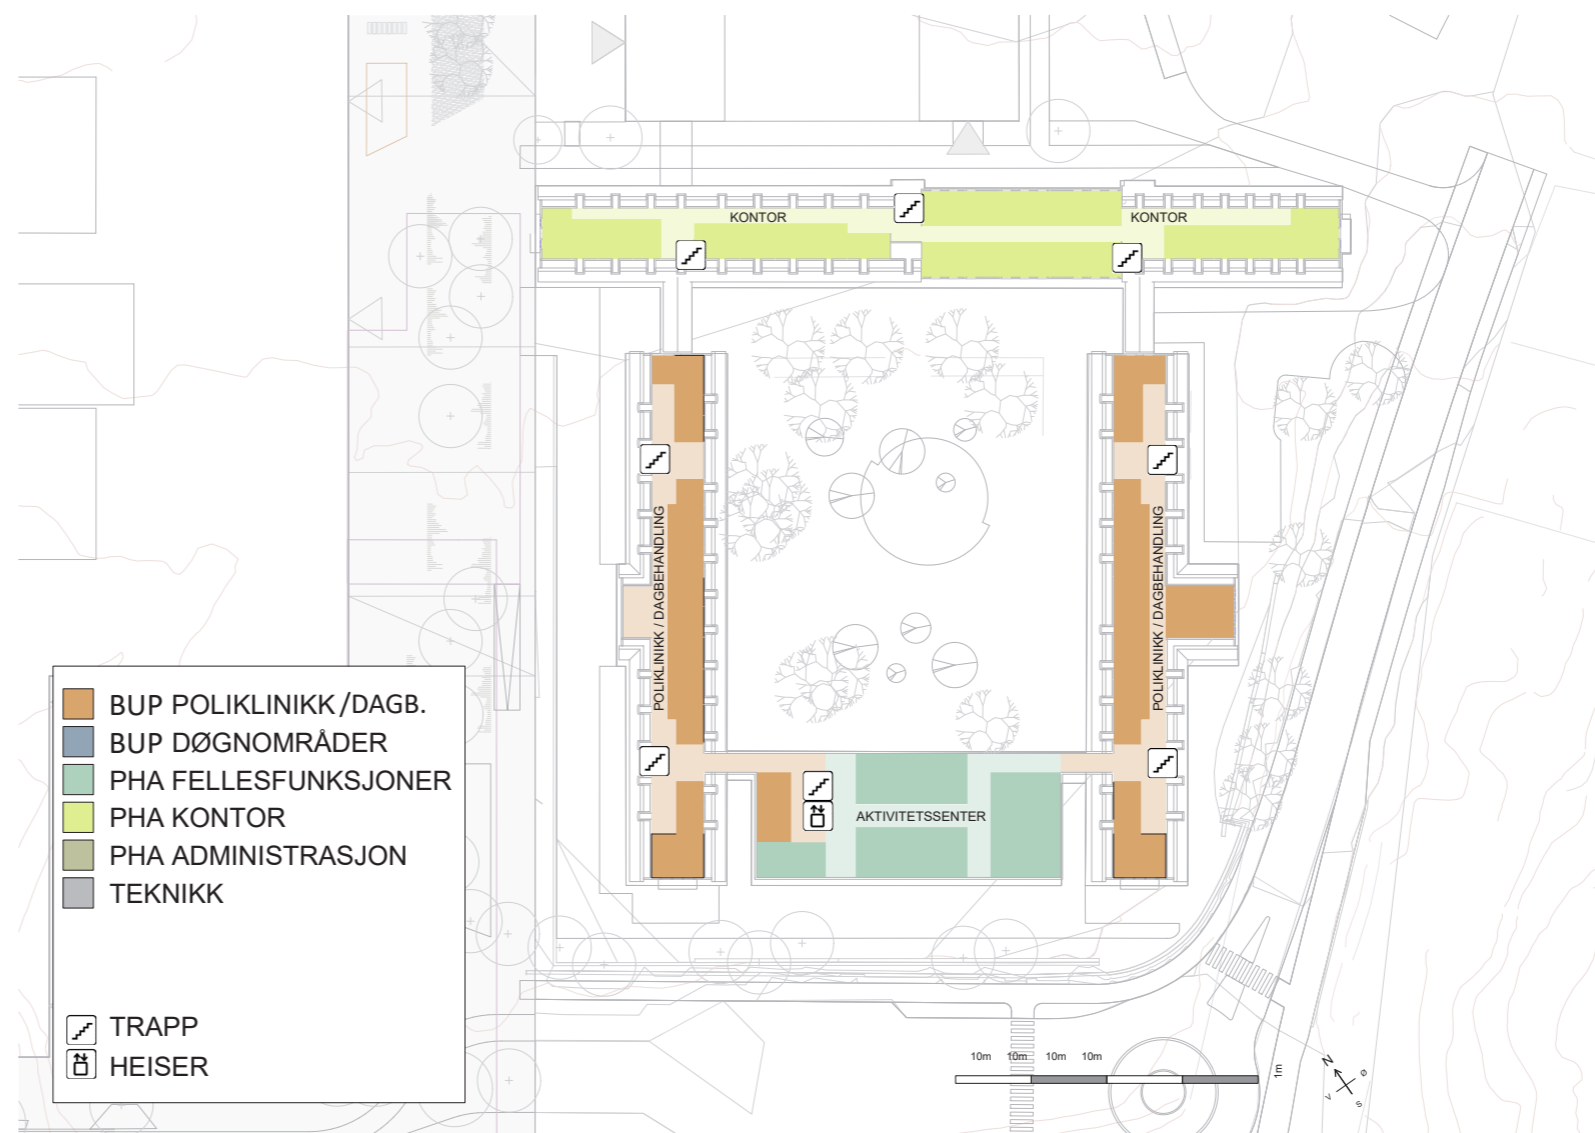 KONTOR
KONTOR
POLIKLINIKK / DAGBEHANDLING
POLIKLINIKK / DAGBEHANDLING
AKTIVITETSSENTER
BUP POLIKLINIKK/DAGB.
BUP DØGNOMRÅDER
PHA FELLESFUNKSJONER
PHA KONTOR
PHA ADMINISTRASJON
TEKNIKK
TRAPP
HEISER
10m 10m 10m 10m
1m
N
Ø
V
S